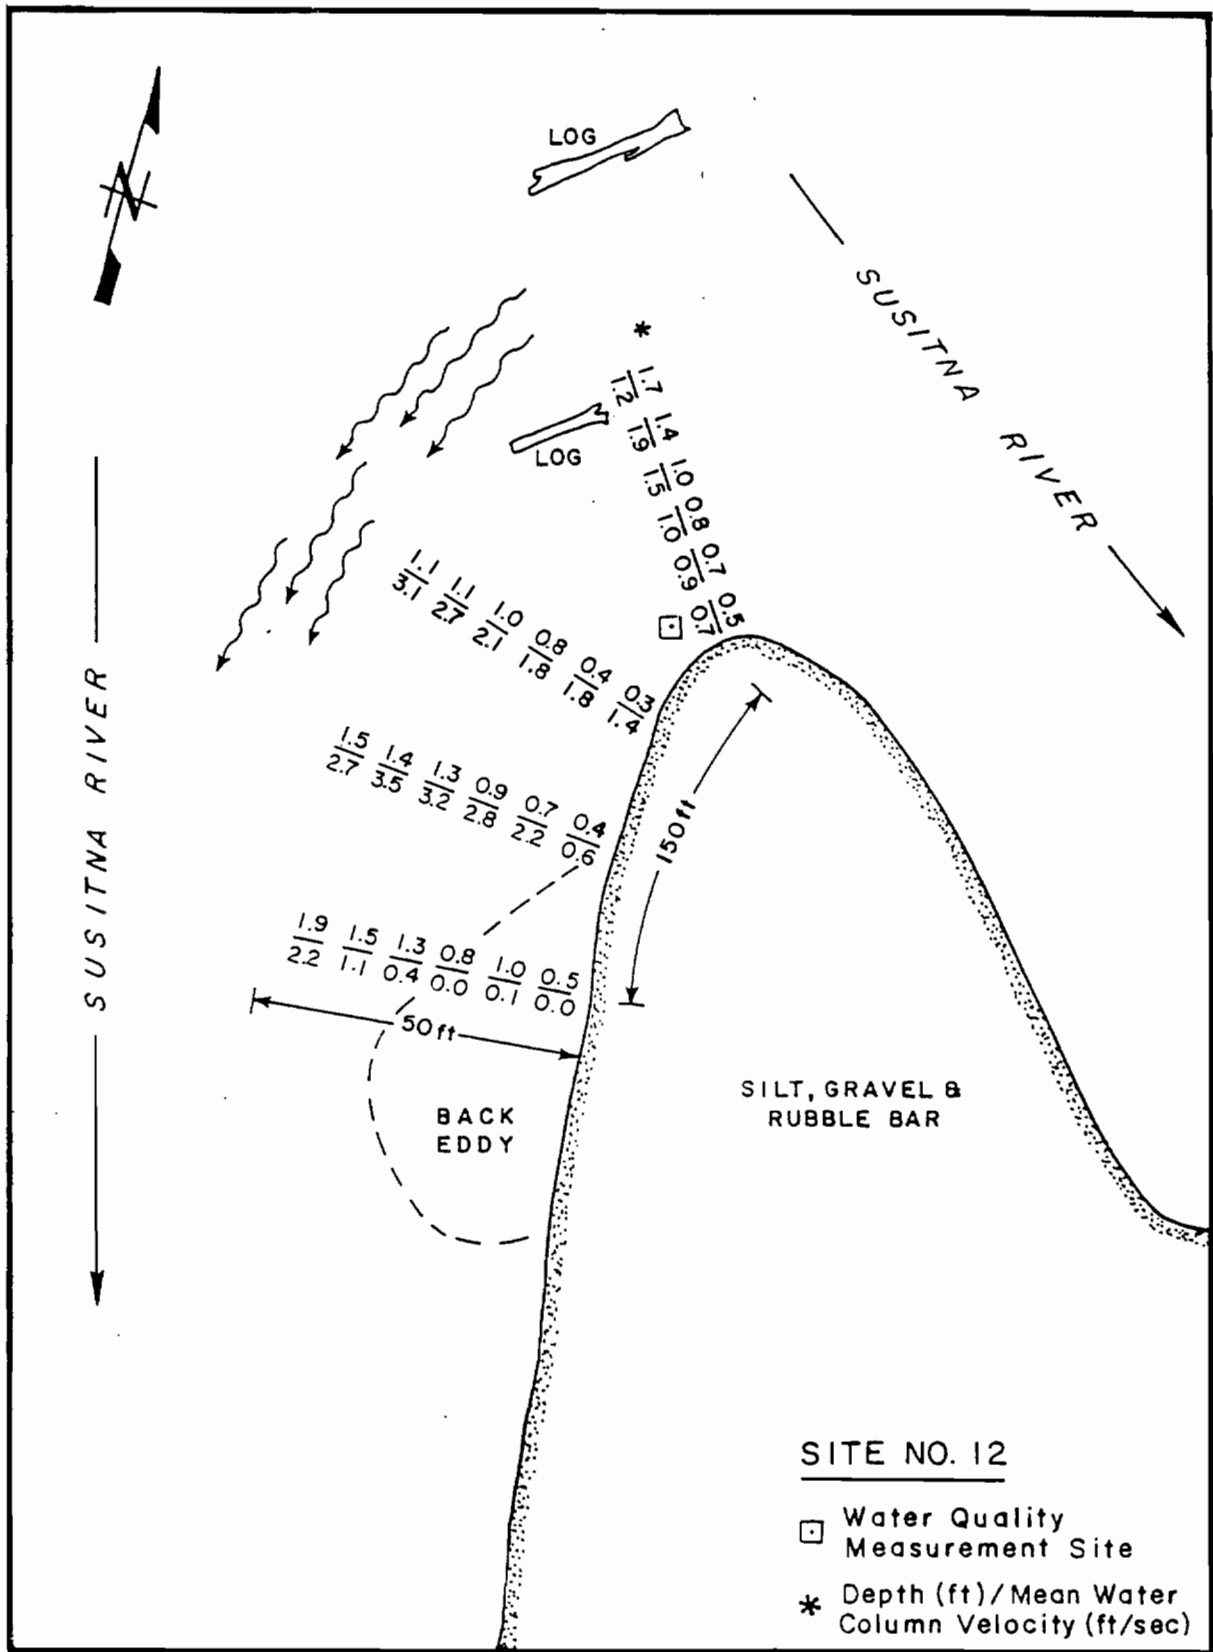 N
LOG
SUSITNA RIVER
*
1.7/1.2 1.4/1.9 1.0/1.5 0.8/1.0 0.7/0.9 0.5/0.7
LOG
1.1/3.1 1.1/2.7 1.0/2.1 0.8/1.8 0.4/1.8 0.3/1.4
SUSITNA RIVER
1.5/2.7 1.4/3.5 1.3/3.2 0.9/2.8 0.7/2.2 0.4/0.6
150ft
1.9/2.2 1.5/1.1 1.3/0.4 0.8/0.0 1.0/0.1 0.5/0.0
50ft
BACK
EDDY
SILT, GRAVEL &
RUBBLE BAR
SITE NO. 12
Water Quality
Measurement Site
* Depth (ft)/Mean Water
Column Velocity (ft/sec)